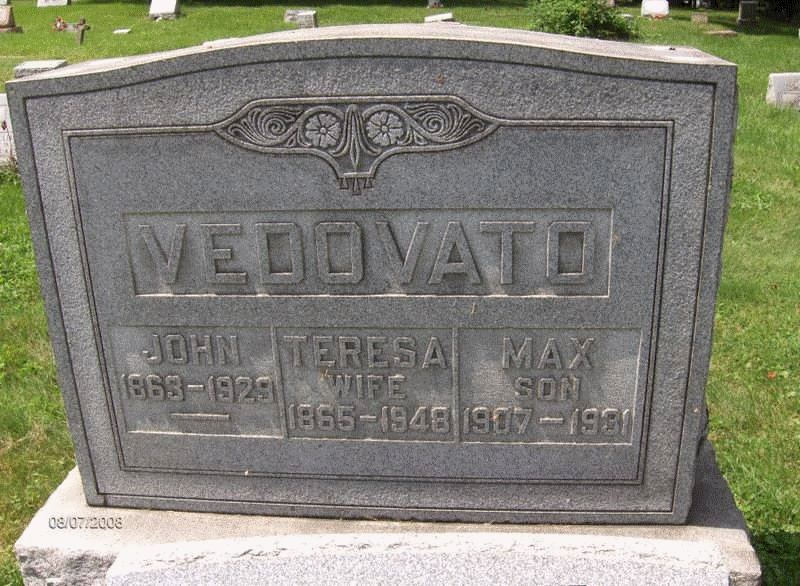 VEDOVATO
JOHN
1863-1929
TERESA
WIFE
1865-1948
MAX
SON
1907-1931
08/07/2008